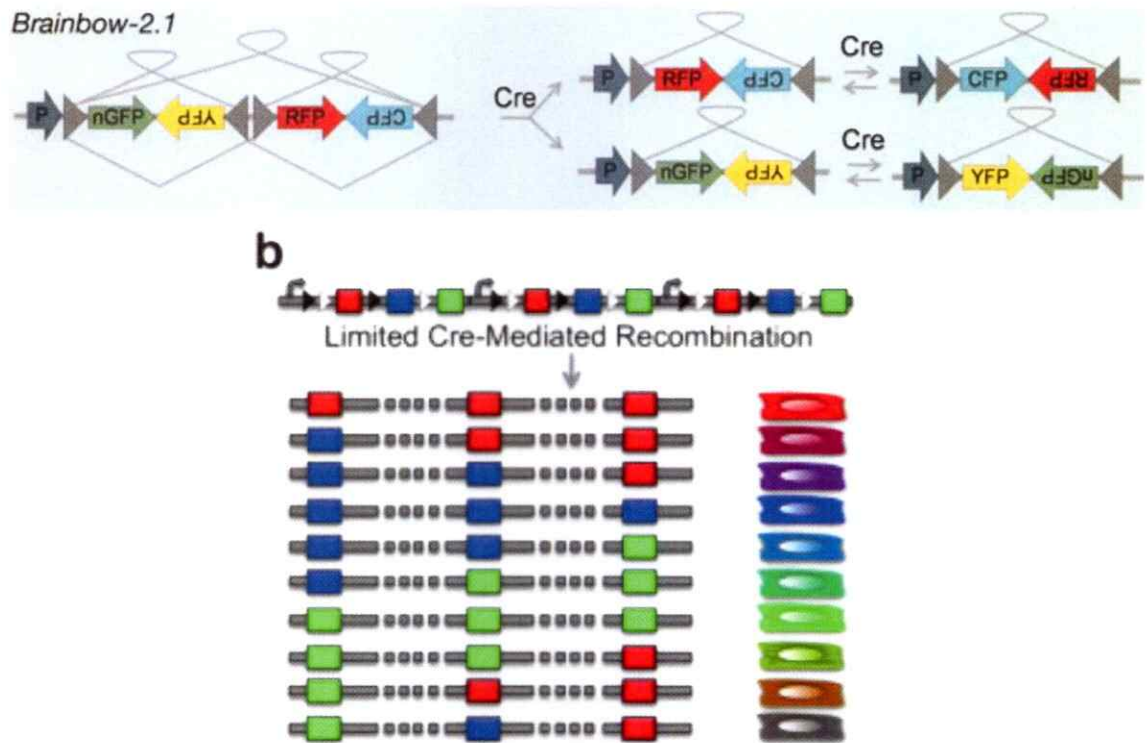 Brainbow-2.1
P nGFP YFP RFP CFP
Cre
P RFP CFP
Cre
P CFP RFP
P nGFP YFP
Cre
P YFP nGFP
b
Limited Cre-Mediated Recombination